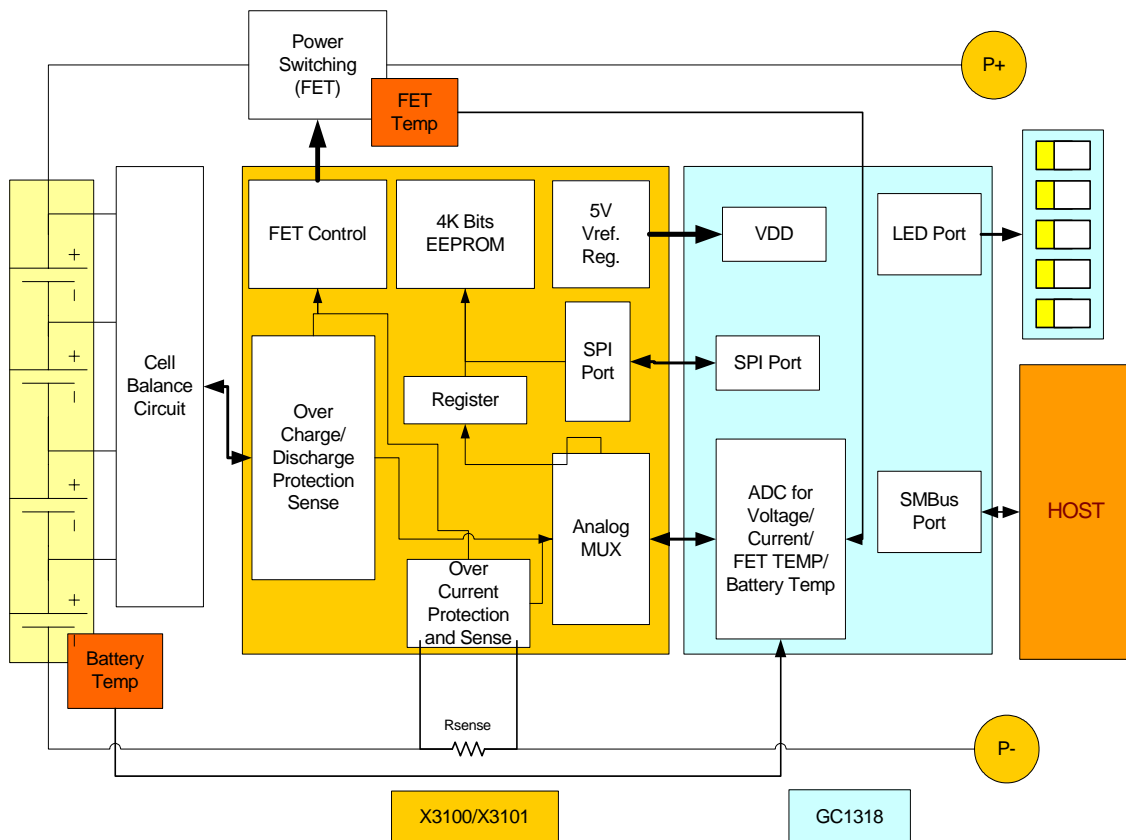 Power
Switching
(FET)
P+
FET
Temp
FET Control
4K Bits
EEPROM
5V
Vref.
Reg.
VDD
LED Port
+
–
+
–
+
–
+
–
Cell
Balance
Circuit
SPI
Port
SPI Port
Register
Over
Charge/
Discharge
Protection
Sense
Analog
MUX
ADC for
Voltage/
Current/
FET TEMP/
Battery Temp
SMBus
Port
HOST
Over
Current
Protection
and Sense
Battery
Temp
Rsense
P-
X3100/X3101
GC1318